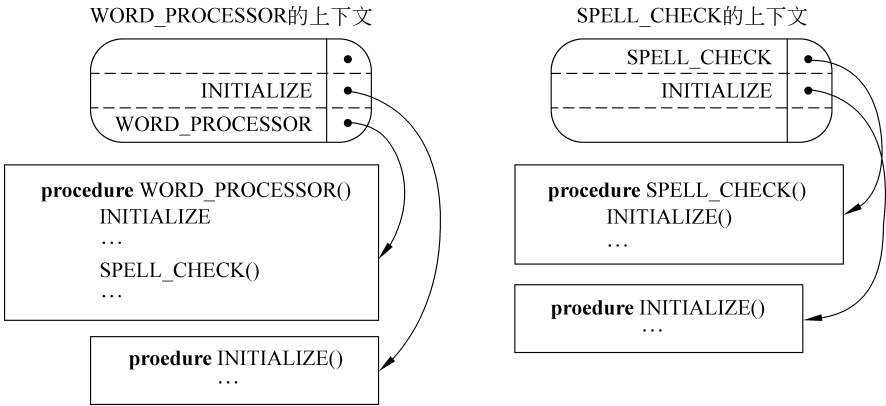 WORD_PROCESSOR的上下文
INITIALIZE
WORD_PROCESSOR
procedure WORD_PROCESSOR()
INITIALIZE
…
SPELL_CHECK()
…
proedure INITIALIZE()
…
SPELL_CHECK的上下文
SPELL_CHECK
INITIALIZE
procedure SPELL_CHECK()
INITIALIZE()
…
proedure INITIALIZE()
…